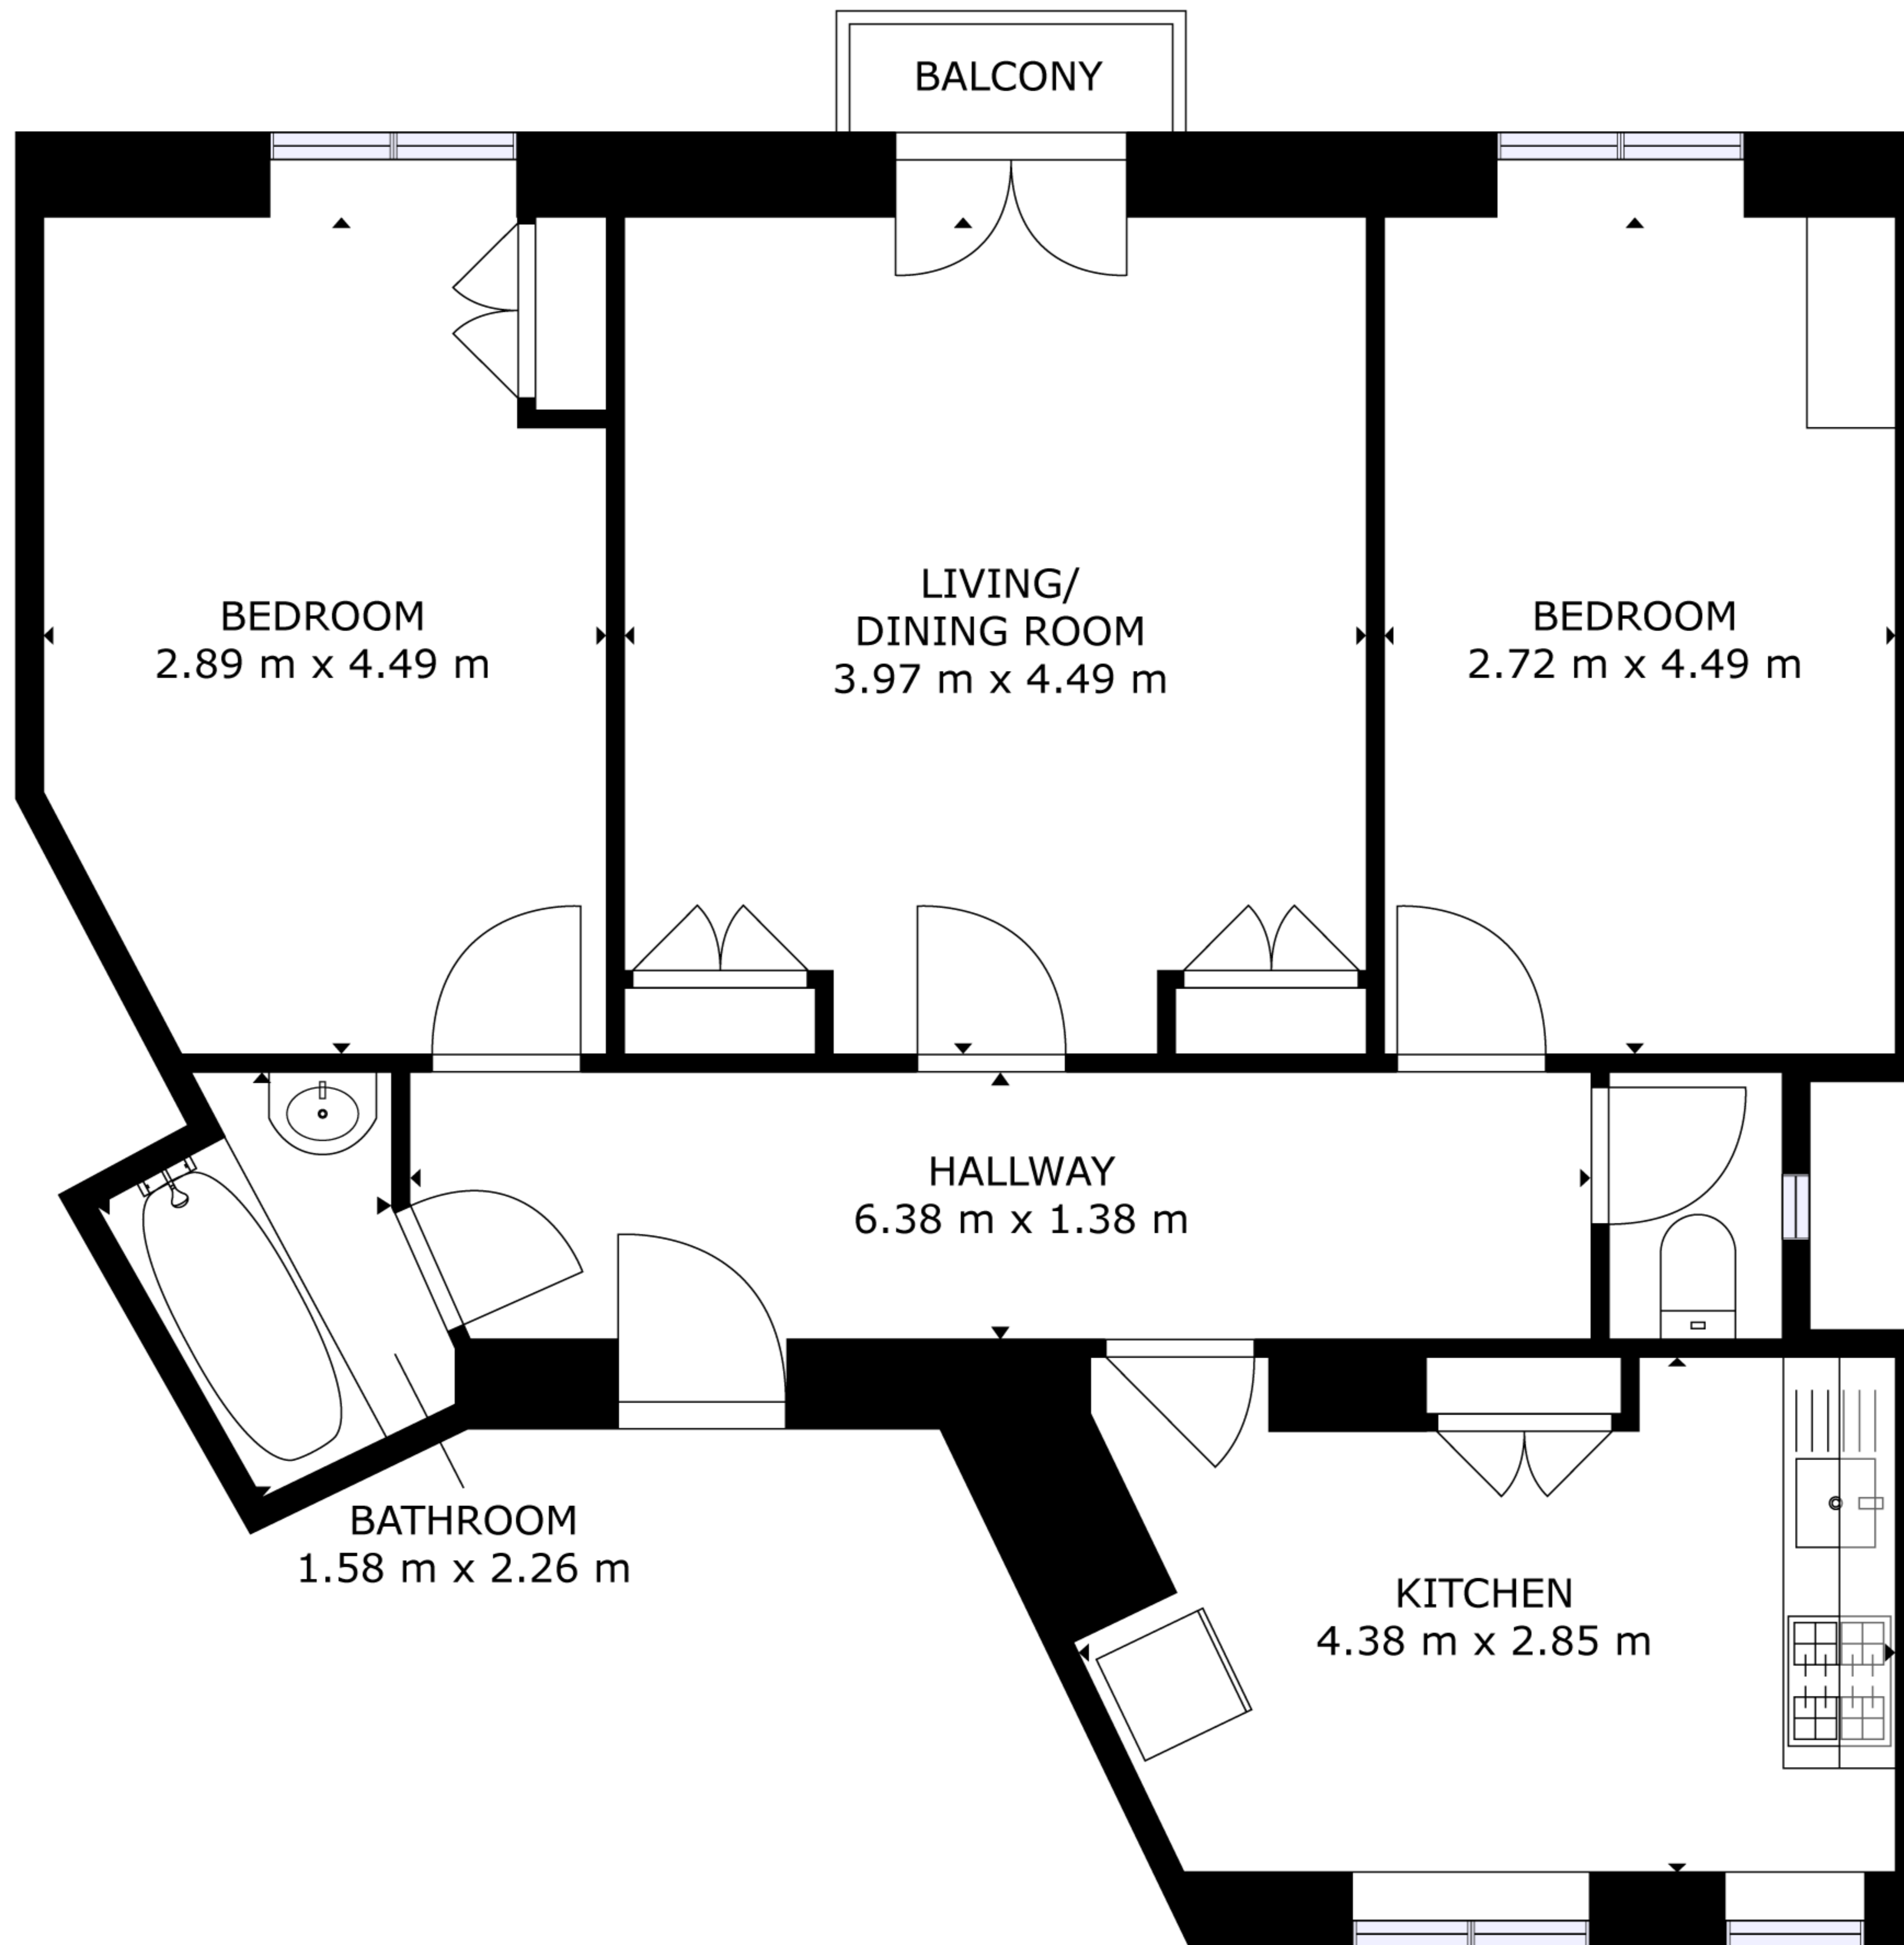 BALCONY
BEDROOM
2.89 m x 4.49 m
LIVING/
DINING ROOM
3.97 m x 4.49 m
BEDROOM
2.72 m x 4.49 m
HALLWAY
6.38 m x 1.38 m
BATHROOM
1.58 m x 2.26 m
KITCHEN
4.38 m x 2.85 m